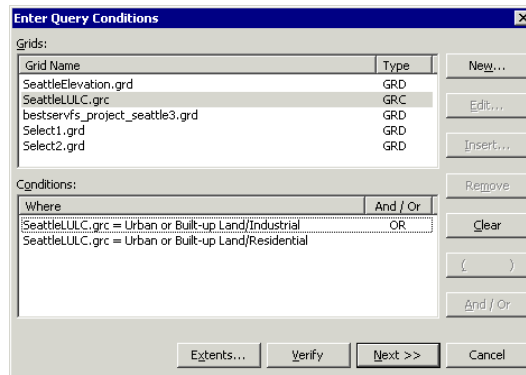 Enter Query Conditions
Grids:
Grid Name Type
SeattleElevation.grd GRD
SeattleLULC.grc GRC
bestservfs_project_seattle3.grd GRD
Select1.grd GRD
Select2.grd GRD
Conditions:
Where And / Or
SeattleLULC.grc = Urban or Built-up Land/Industrial OR
SeattleLULC.grc = Urban or Built-up Land/Residential
New...
Edit...
Insert...
Remove
Clear
( )
And / Or
Extents... Verify Next >> Cancel